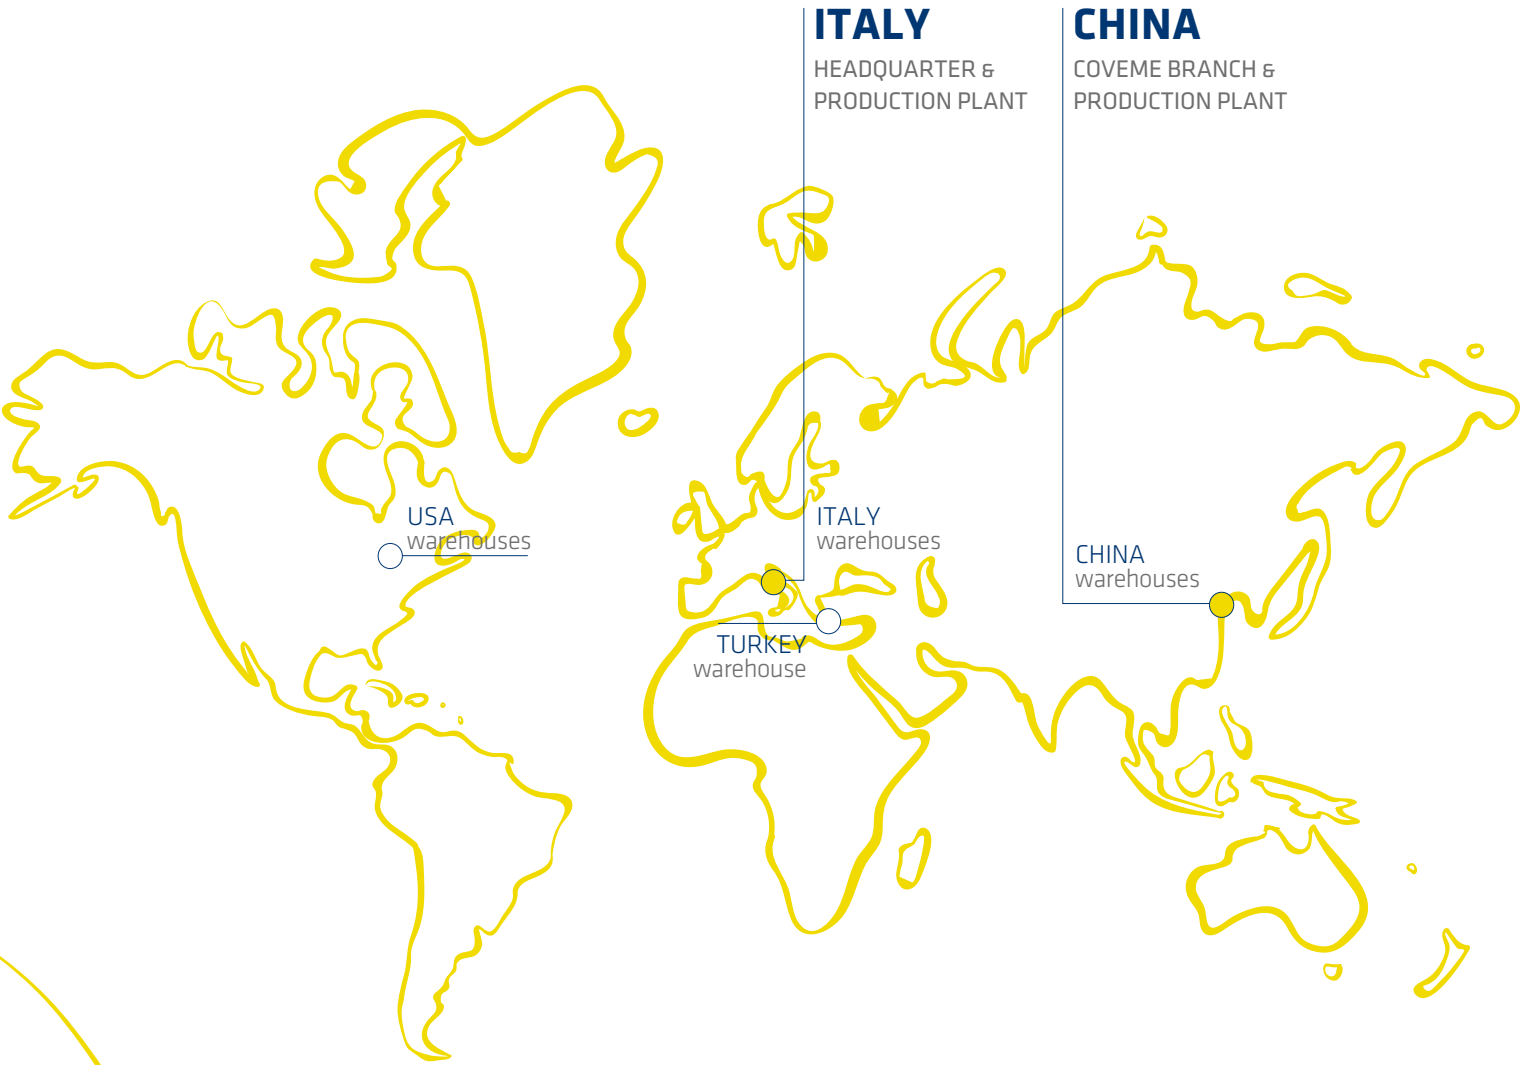 ITALY
HEADQUARTER &
PRODUCTION PLANT
CHINA
COVEME BRANCH &
PRODUCTION PLANT
USA
warehouses
ITALY
warehouses
CHINA
warehouses
TURKEY
warehouse